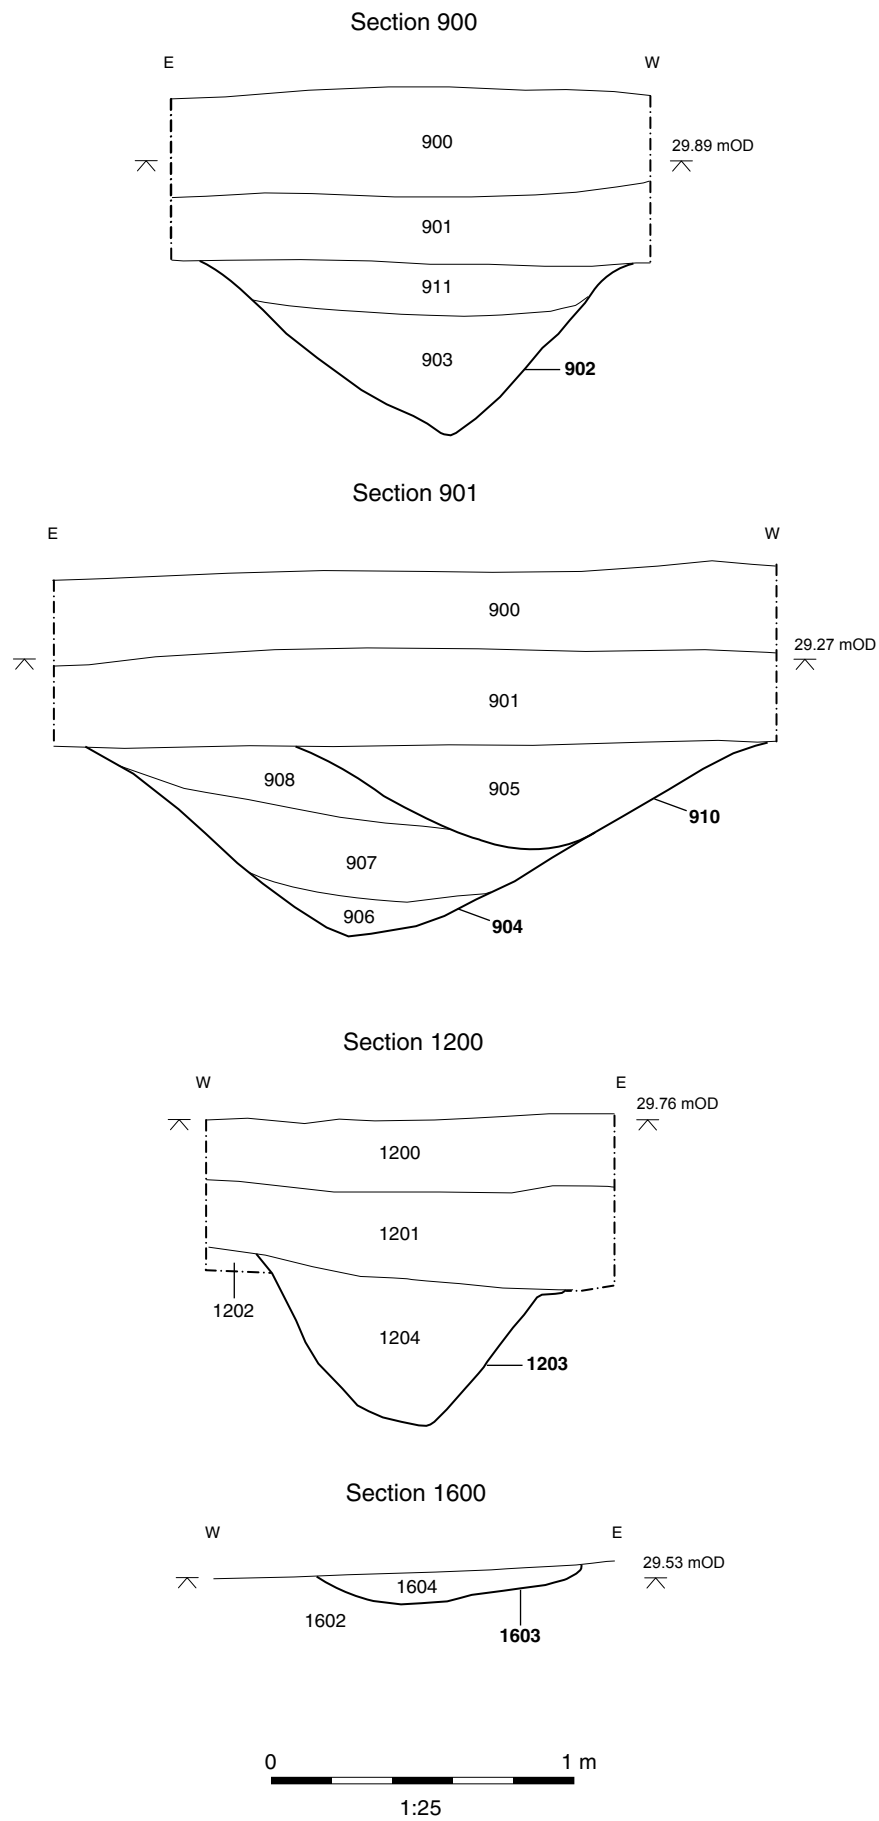 Section 900
E W
900
29.89 mOD
901
911
903
902
Section 901
E W
900
29.27 mOD
901
908
905
910
907
906
904
Section 1200
W E
29.76 mOD
1200
1201
1202
1204
1203
Section 1600
W E
29.53 mOD
1604
1602
1603
0 1 m
1:25